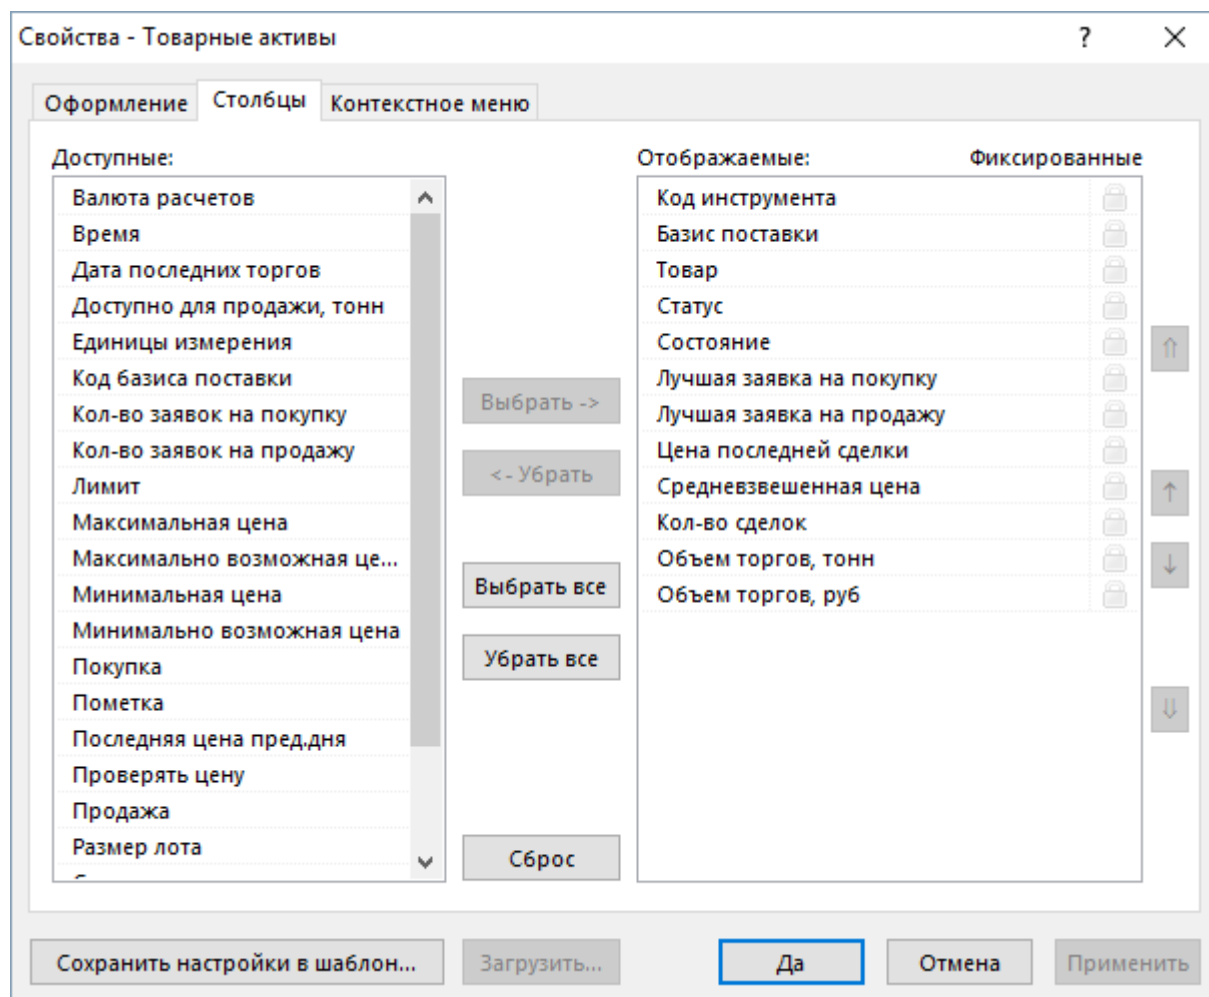 Свойства - Товарные активы
?
Оформление
Столбцы
Контекстное меню
Доступные:
Валюта расчетов
Время
Дата последних торгов
Доступно для продажи, тонн
Единицы измерения
Код базиса поставки
Кол-во заявок на покупку
Кол-во заявок на продажу
Лимит
Максимальная цена
Максимально возможная це...
Минимальная цена
Минимально возможная цена
Покупка
Пометка
Последняя цена пред.дня
Проверять цену
Продажа
Размер лота
Выбрать ->
<- Убрать
Выбрать все
Убрать все
Сброс
Отображаемые:
Фиксированные
Код инструмента
Базис поставки
Товар
Статус
Состояние
Лучшая заявка на покупку
Лучшая заявка на продажу
Цена последней сделки
Средневзвешенная цена
Кол-во сделок
Объем торгов, тонн
Объем торгов, руб
Сохранить настройки в шаблон...
Загрузить...
Да
Отмена
Применить